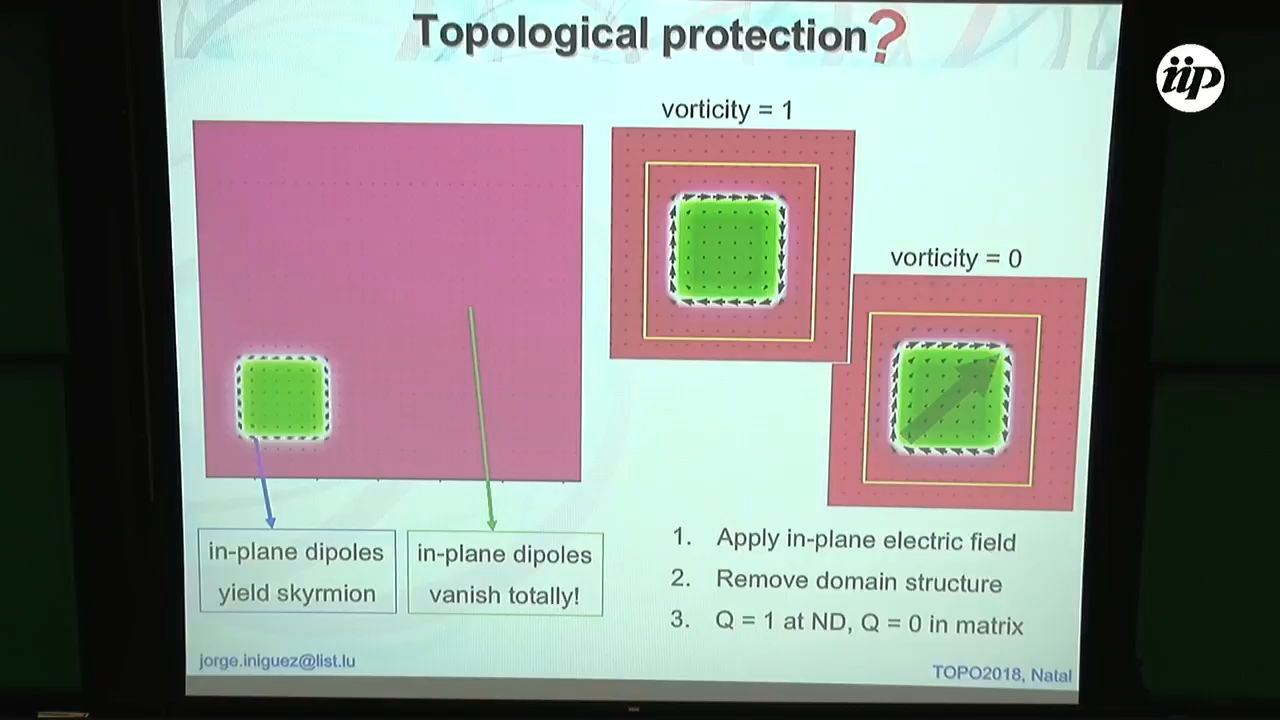 Topological protection?
iip
vorticity = 1
vorticity = 0
in-plane dipoles
yield skyrmion
in-plane dipoles
vanish totally!
1. Apply in-plane electric field
2. Remove domain structure
3. Q = 1 at ND, Q = 0 in matrix
jorge.iniguez@list.lu
TOPO2018, Natal